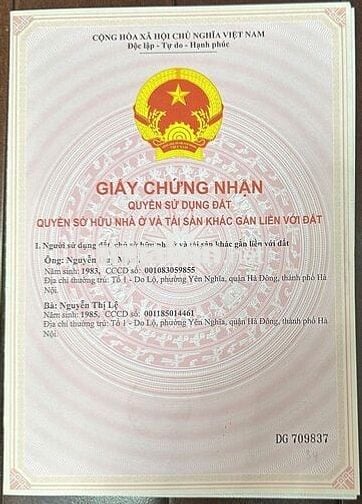 CỘNG HÒA XÃ HỘI CHỦ NGHĨA VIỆT NAM
Độc lập - Tự do - Hạnh phúc
GIẤY CHỨNG NHẬN
QUYỀN SỬ DỤNG ĐẤT
QUYỀN SỞ HỮU NHÀ Ở VÀ TÀI SẢN KHÁC GẮN LIỀN VỚI ĐẤT
I. Người sử dụng đất, chủ sở hữu nhà ở và tài sản khác gắn liền với đất
Ông: Nguyễn
Năm sinh: 1983, CCCD số: 001083059855
Địa chỉ thường trú: Tổ 1 - Do Lộ, phường Yên Nghĩa, quận Hà Đông, thành phố Hà
Nội.
Bà: Nguyễn Thị Lệ
Năm sinh: 1985, CCCD số: 001185014461
Địa chỉ thường trú: Tổ 1 - Do Lộ, phường Yên Nghĩa, quận Hà Đông, thành phố Hà
Nội
DG 709837